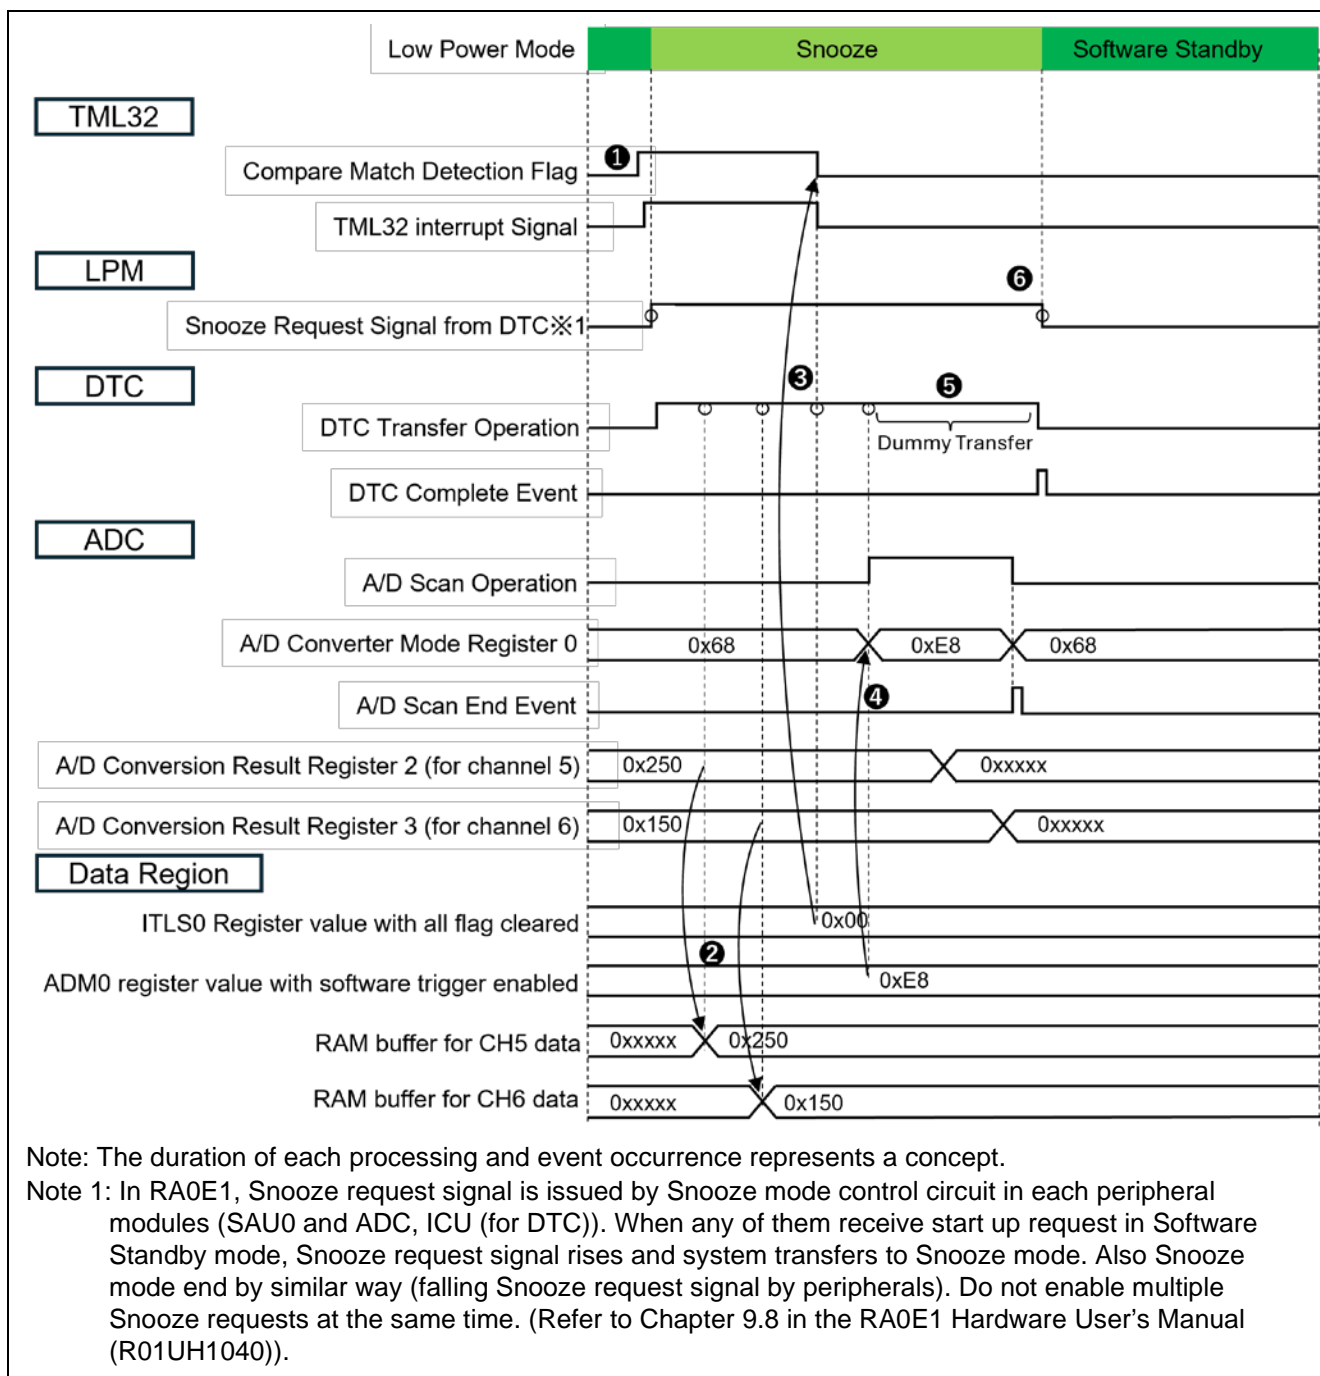 Low Power Mode Snooze Software Standby
TML32
❶
Compare Match Detection Flag
TML32 interrupt Signal
LPM
❻
Snooze Request Signal from DTC※1
DTC
❸ ❺
DTC Transfer Operation
Dummy Transfer
DTC Complete Event
ADC
A/D Scan Operation
A/D Converter Mode Register 0 0x68 0xE8 0x68
A/D Scan End Event ❹
A/D Conversion Result Register 2 (for channel 5) 0x250 0xxxxx
A/D Conversion Result Register 3 (for channel 6) 0x150 0xxxxx
Data Region
ITLS0 Register value with all flag cleared 0x00
❷
ADM0 register value with software trigger enabled 0xE8
RAM buffer for CH5 data 0xxxxx 0x250
RAM buffer for CH6 data 0xxxxx 0x150
Note: The duration of each processing and event occurrence represents a concept.
Note 1: In RA0E1, Snooze request signal is issued by Snooze mode control circuit in each peripheral
modules (SAU0 and ADC, ICU (for DTC)). When any of them receive start up request in Software
Standby mode, Snooze request signal rises and system transfers to Snooze mode. Also Snooze
mode end by similar way (falling Snooze request signal by peripherals). Do not enable multiple
Snooze requests at the same time. (Refer to Chapter 9.8 in the RA0E1 Hardware User’s Manual
(R01UH1040)).